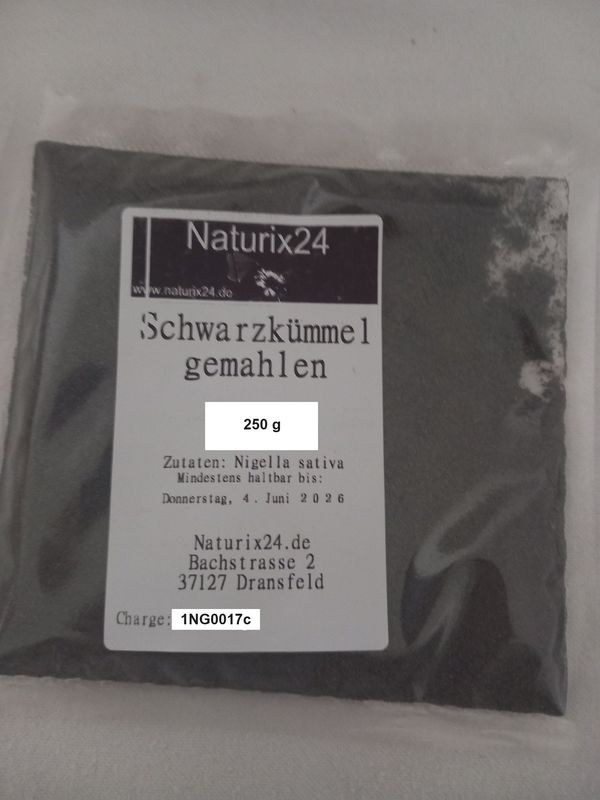 Naturix24
www.naturix24.de
Schwarzkümmel
gemahlen
250 g
Zutaten: Nigella sativa
Mindestens haltbar bis:
Donnerstag, 4. Juni 2026
Naturix24.de
Bachstrasse 2
37127 Dransfeld
Charge: 1NG0017c